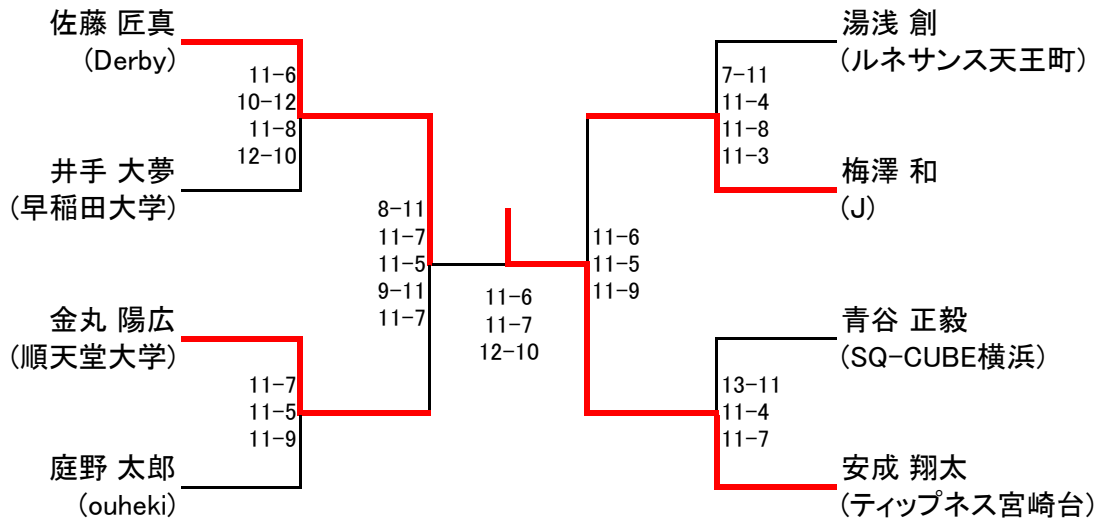 佐藤 匠真
(Derby)
11-6
10-12
11-8
12-10
井手 大夢
(早稲田大学)
8-11
11-7
11-5
9-11
11-7
金丸 陽広
(順天堂大学)
11-7
11-5
11-9
庭野 太郎
(ouheki)
11-6
11-7
12-10
湯浅 創
(ルネサンス天王町)
7-11
11-4
11-8
11-3
梅澤 和
(J)
11-6
11-5
11-9
青谷 正毅
(SQ-CUBE横浜)
13-11
11-4
11-7
安成 翔太
(ティップネス宮崎台)